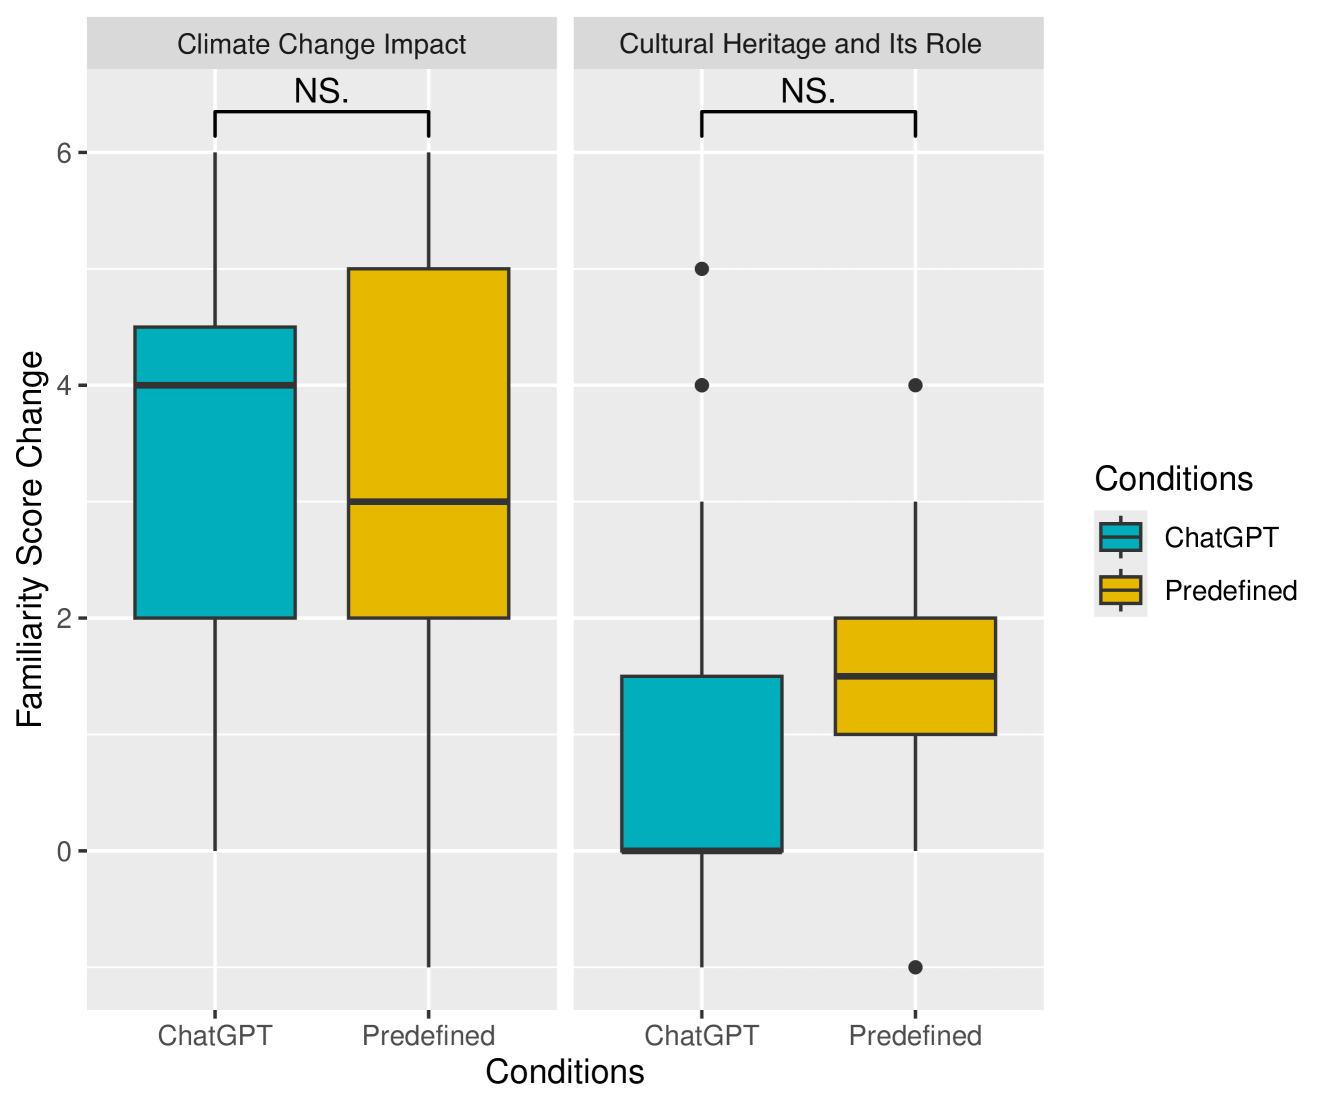 Climate Change Impact
Cultural Heritage and Its Role
NS.
NS.
6
4
2
0
Familiarity Score Change
ChatGPT
Predefined
ChatGPT
Predefined
Conditions
Conditions
ChatGPT
Predefined